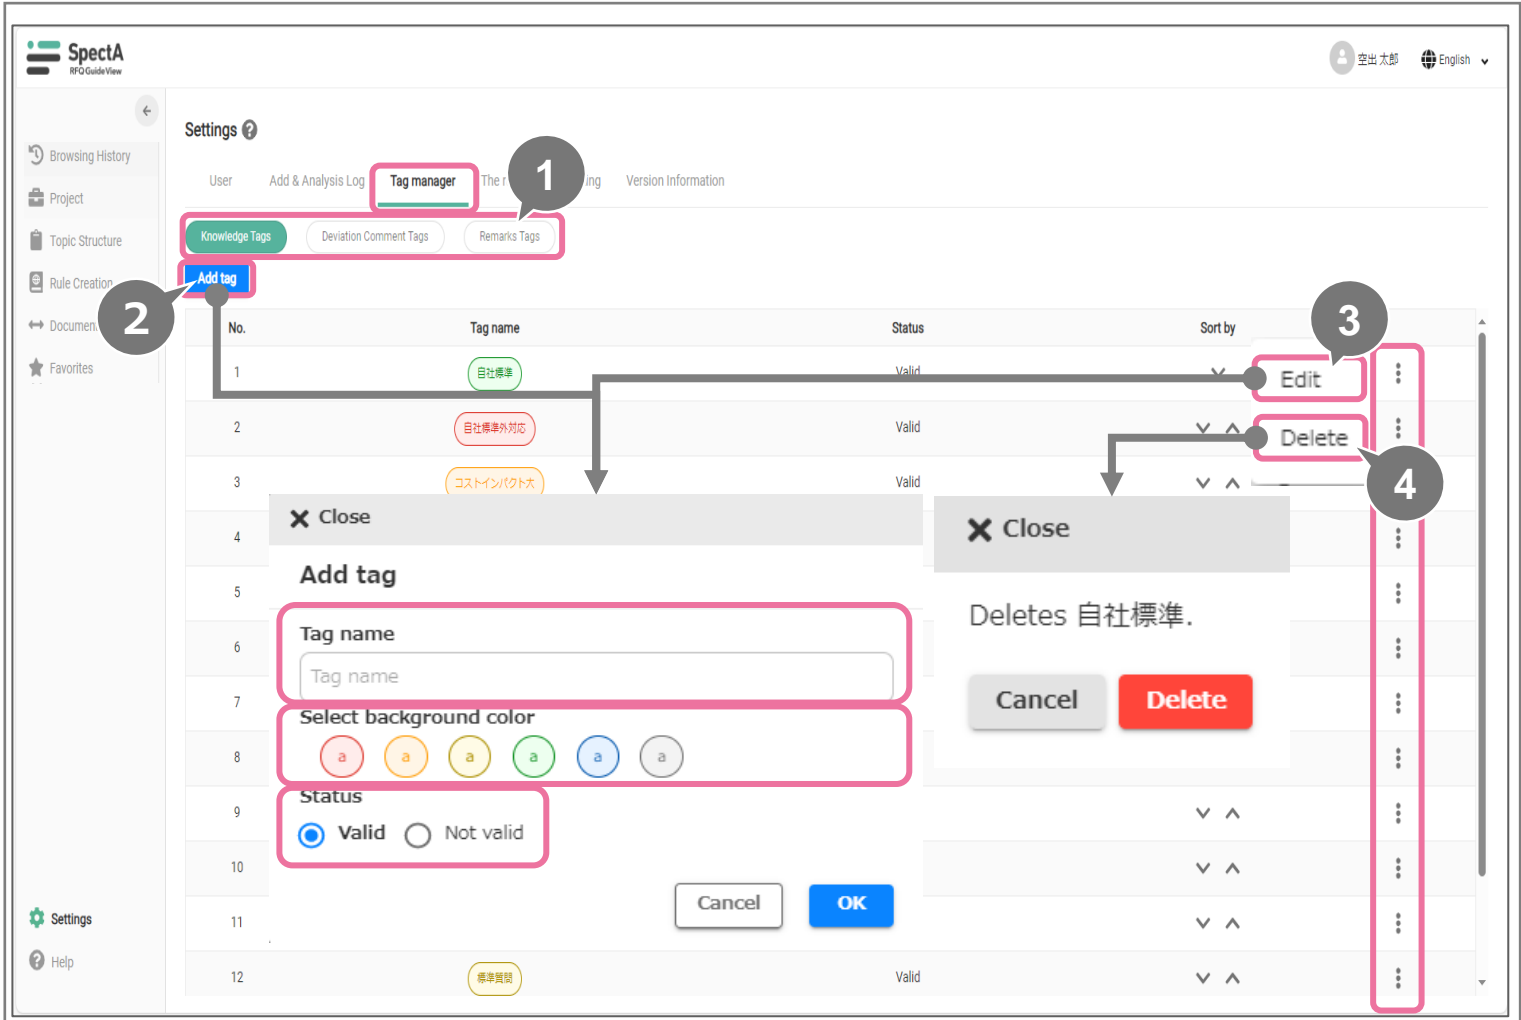 SpectA
RFQ GuideView
空出 太郎
English
Settings
Browsing History
Project
Topic Structure
Rule Creation
Documen
Favorites
Settings
Help
User
Add & Analysis Log
Tag manager
The r
ing
Version Information
1
Knowledge Tags
Deviation Comment Tags
Remarks Tags
Add tag
2
No.
Tag name
Status
Sort by
3
1
自社標準
Valid
Edit
2
自社標準外対応
Valid
Delete
3
コストインパクト大
Valid
4
4
5
6
7
8
9
10
11
12
標準質問
Valid
Close
Add tag
Tag name
Tag name
Select background color
a a a a a a
Status
Valid Not valid
Cancel OK
Close
Deletes 自社標準.
Cancel Delete